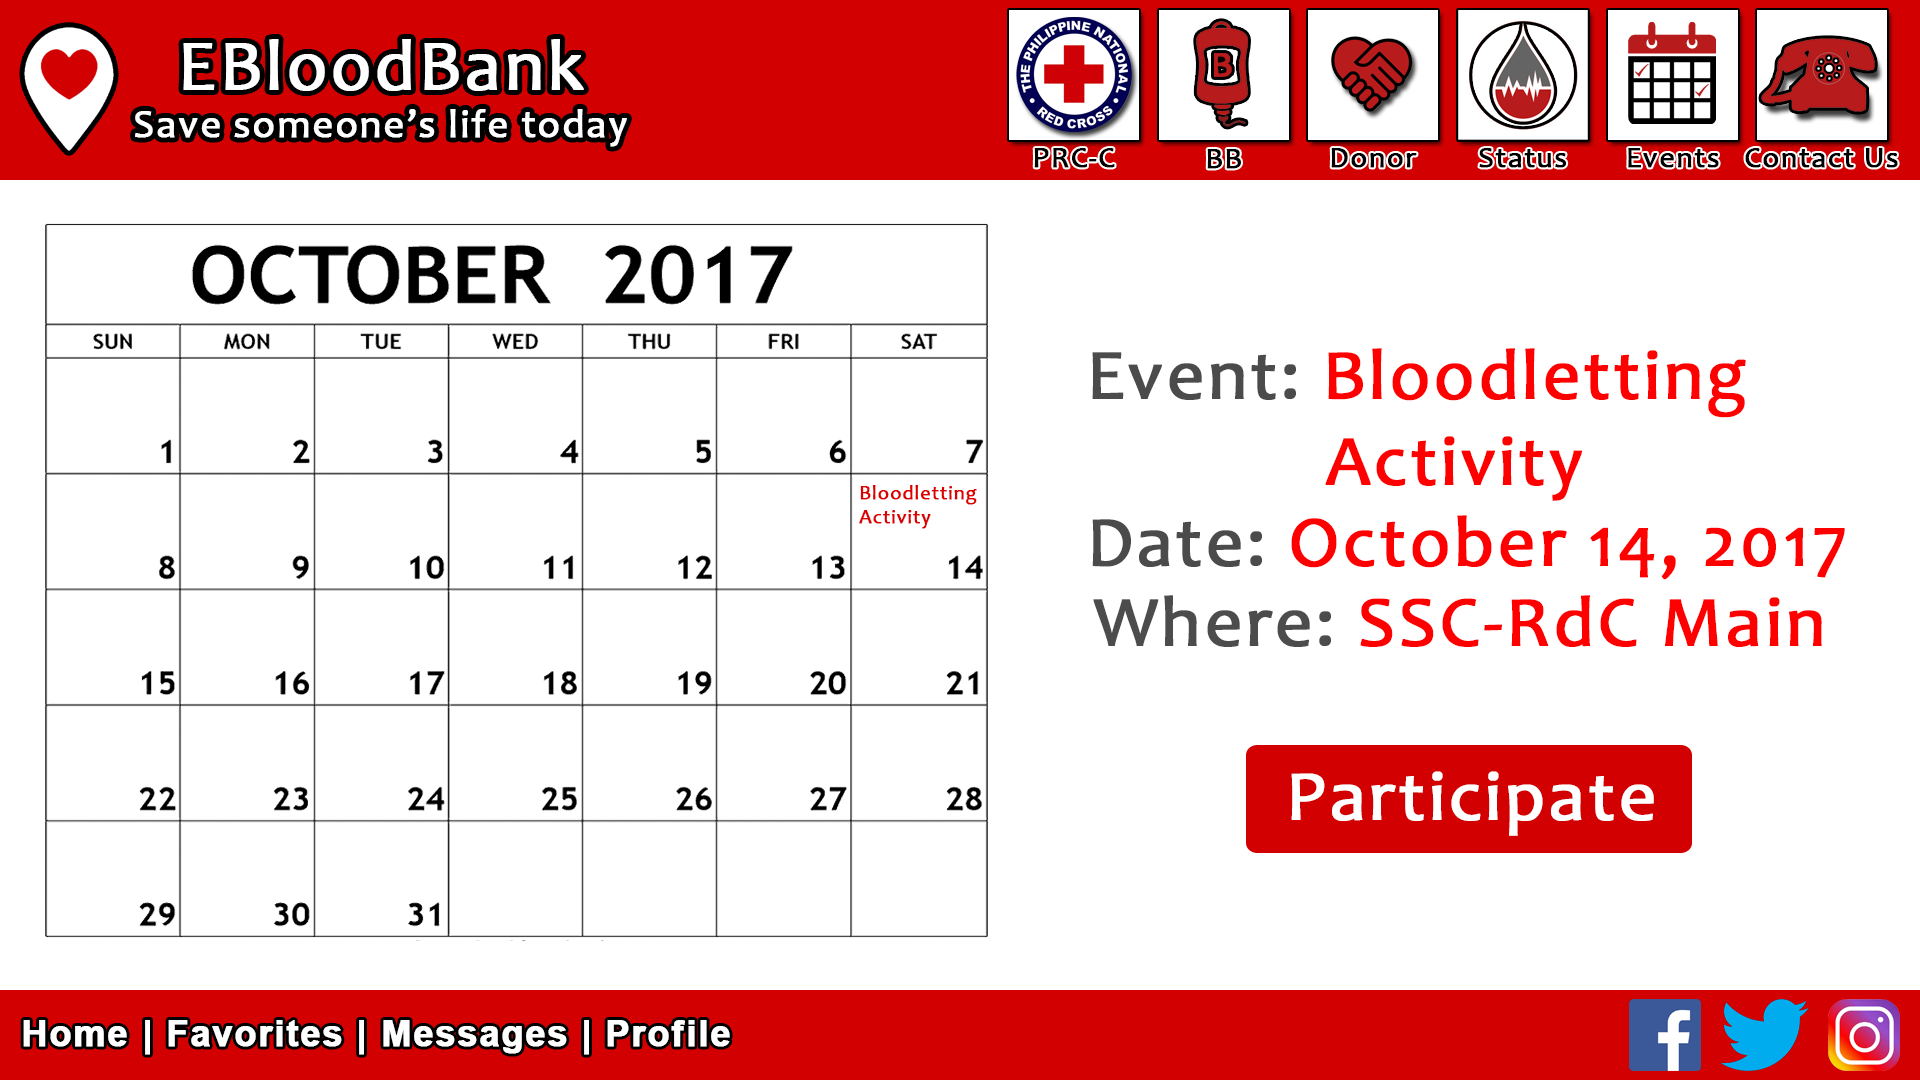 EBloodBank
Save someone's life today
THE PHILIPPINE NATIONAL
• RED CROSS •
B
PRC-C
BB
Donor
Status
Events
Contact Us
OCTOBER 2017
SUN MON TUE WED THU FRI SAT
1 2 3 4 5 6 7
Bloodletting
Activity
8 9 10 11 12 13 14
15 16 17 18 19 20 21
22 23 24 25 26 27 28
29 30 31
Event: Bloodletting
Activity
Date: October 14, 2017
Where: SSC-RdC Main
Participate
Home | Favorites | Messages | Profile